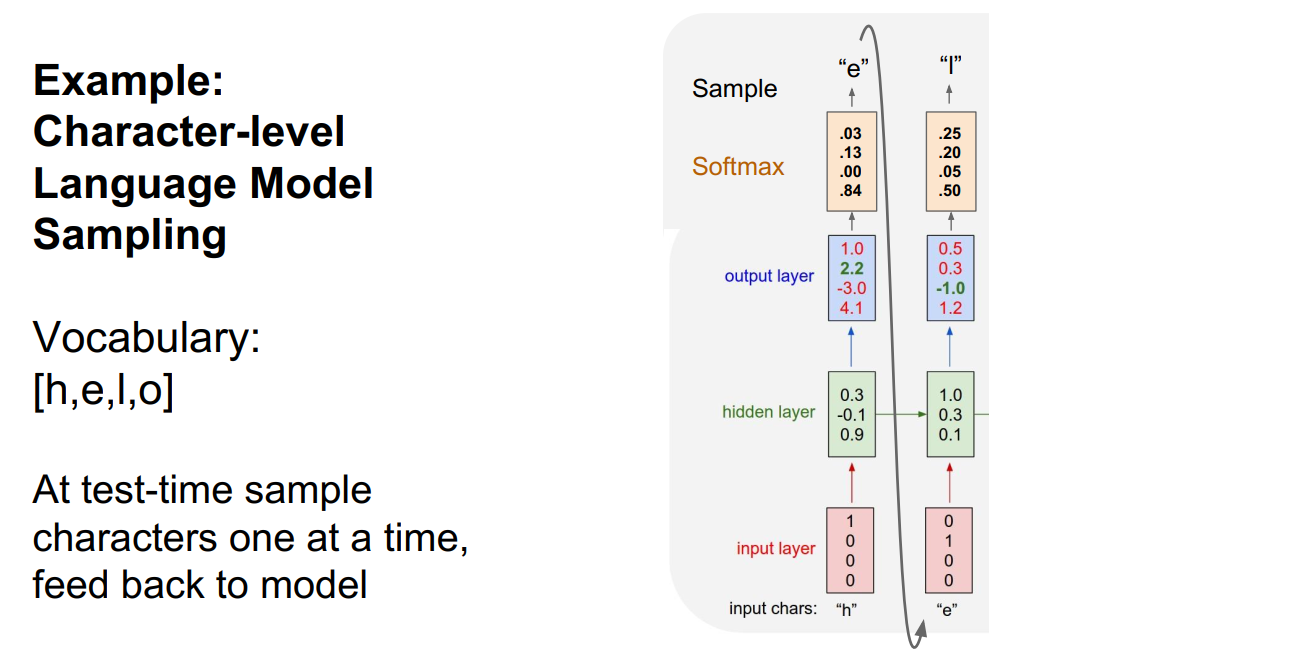 Example:
Character-level
Language Model
Sampling
Vocabulary:
[h,e,l,o]
At test-time sample
characters one at a time,
feed back to model
Sample
“e”
“l”
Softmax
.03
.13
.00
.84
.25
.20
.05
.50
output layer
1.0
2.2
-3.0
4.1
0.5
0.3
-1.0
1.2
hidden layer
0.3
-0.1
0.9
1.0
0.3
0.1
input layer
1
0
0
0
0
1
0
0
input chars: “h” “e”